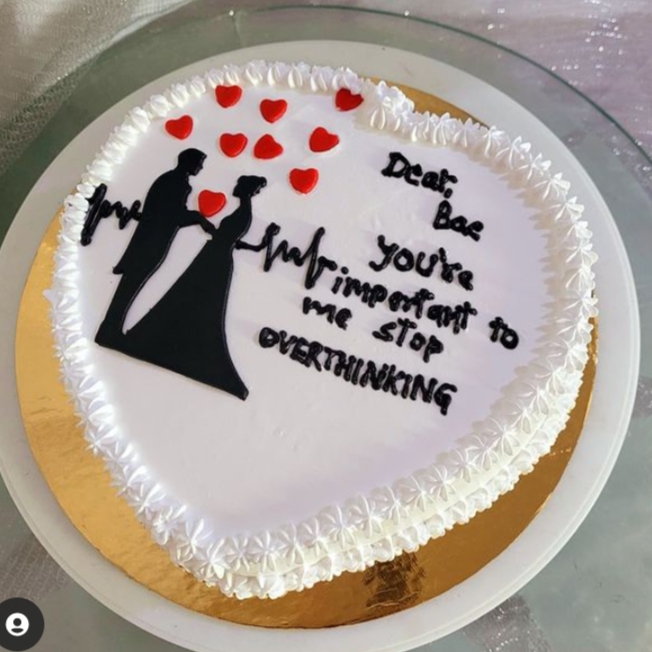 Dear,
Bae
YOU're
important to
me stop
OVERTHINKING